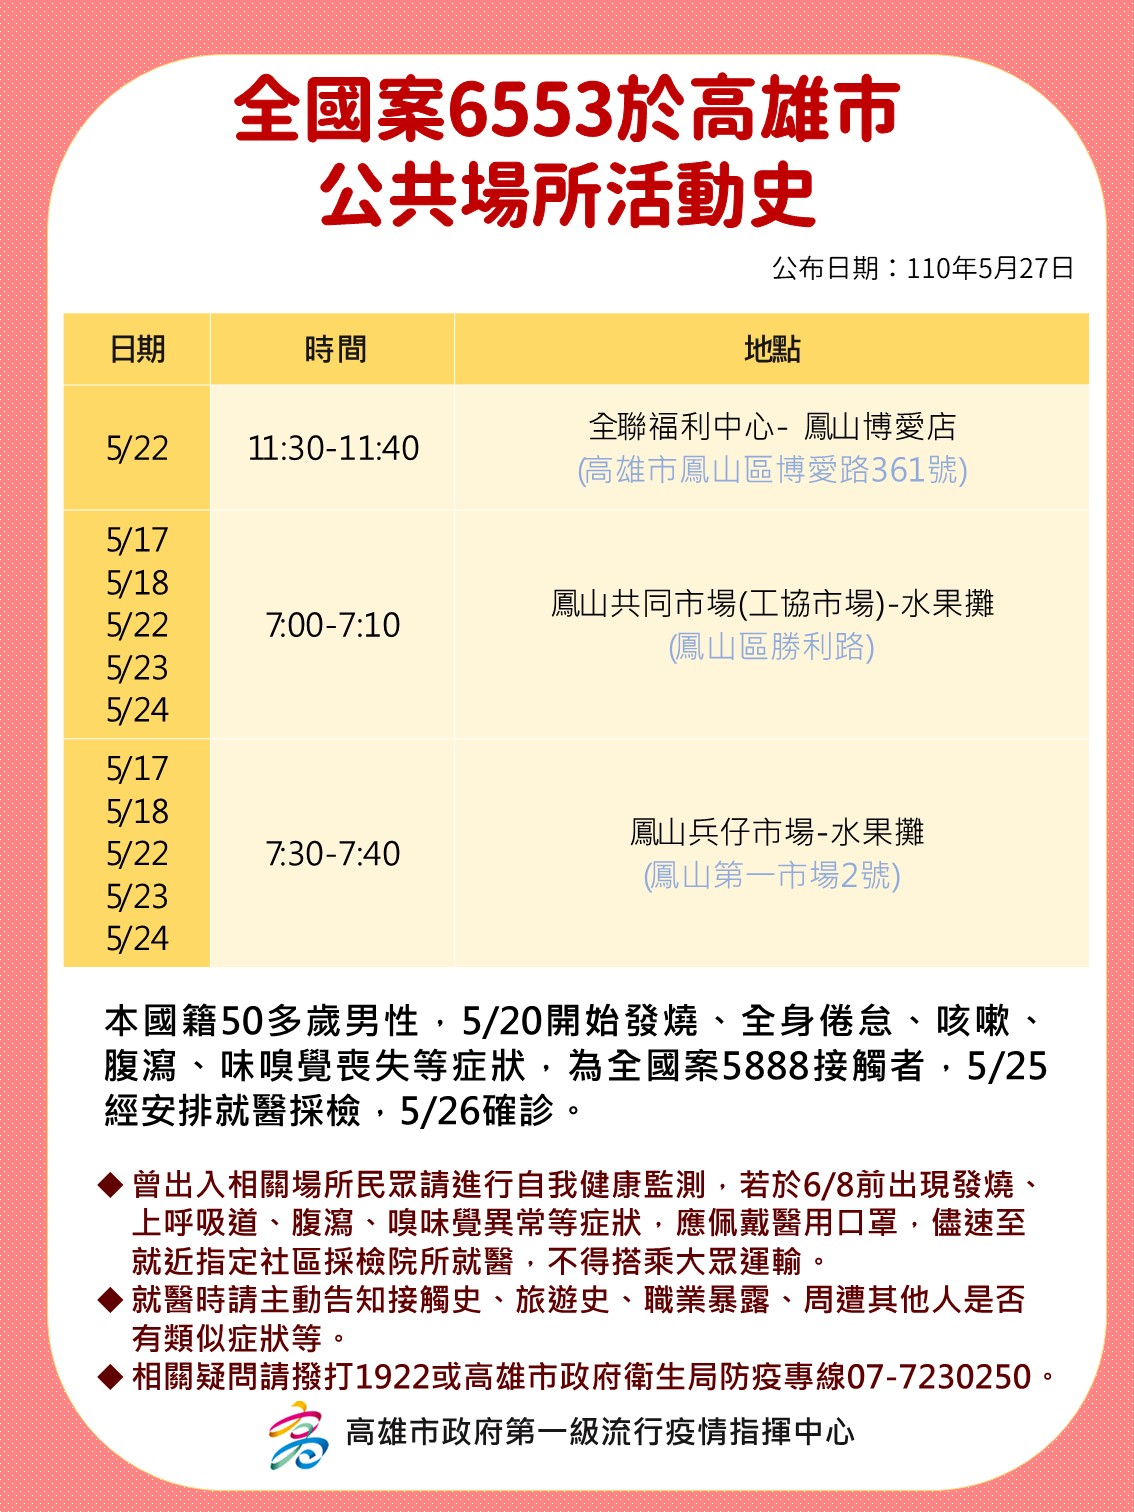 全國案6553於高雄市
公共場所活動史
公布日期：110年5月27日
日期 時間 地點
5/22 11:30-11:40 全聯福利中心- 鳳山博愛店
(高雄市鳳山區博愛路361號)
5/17
5/18
5/22
5/23
5/24
7:00-7:10
鳳山共同市場(工協市場)-水果攤
(鳳山區勝利路)
5/17
5/18
5/22
5/23
5/24
7:30-7:40
鳳山兵仔市場-水果攤
(鳳山第一市場2號)
本國籍50多歲男性，5/20開始發燒、全身倦怠、咳嗽、
腹瀉、味嗅覺喪失等症狀，為全國案5888接觸者，5/25
經安排就醫採檢，5/26確診。
◆曾出入相關場所民眾請進行自我健康監測，若於6/8前出現發燒、
上呼吸道、腹瀉、嗅味覺異常等症狀，應佩戴醫用口罩，儘速至
就近指定社區採檢院所就醫，不得搭乘大眾運輸。
◆就醫時請主動告知接觸史、旅遊史、職業暴露、周遭其他人是否
有類似症狀等。
◆相關疑問請撥打1922或高雄市政府衛生局防疫專線07-7230250。
高雄市政府第一級流行疫情指揮中心